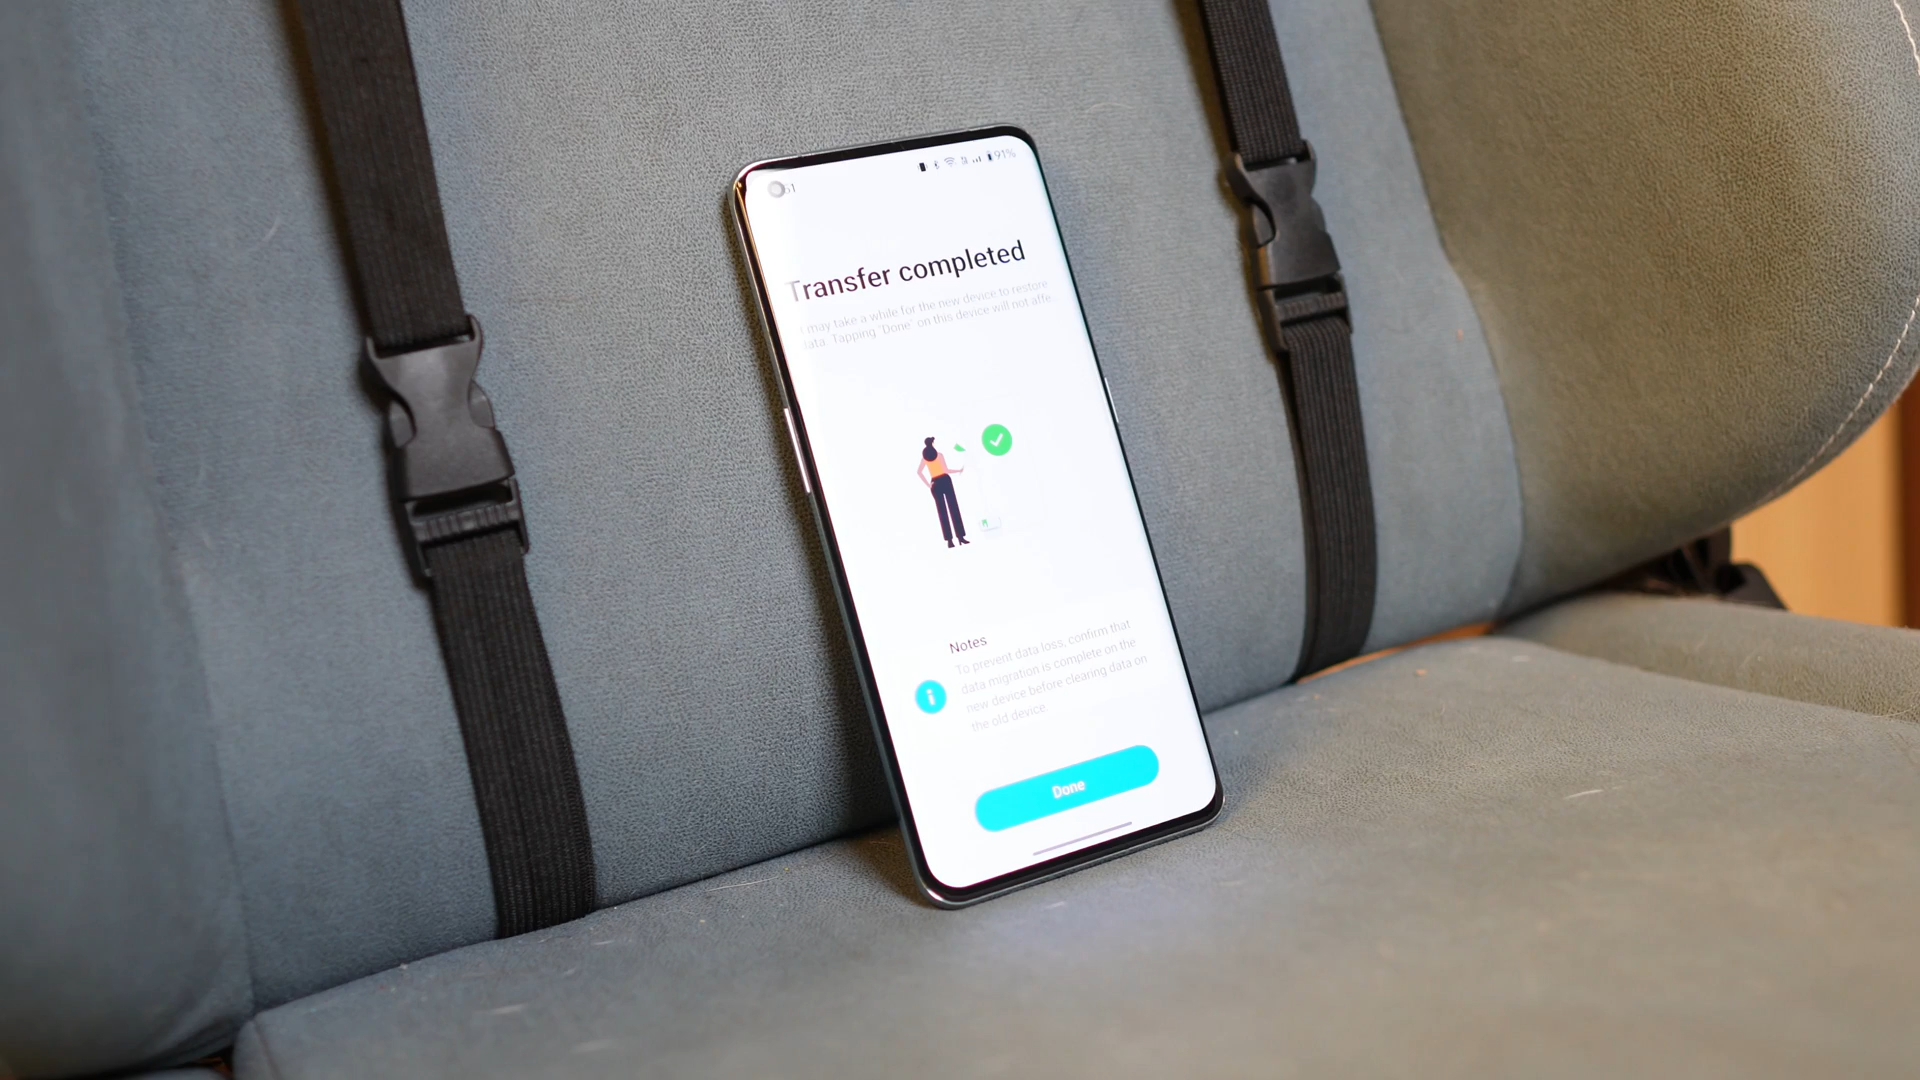 51
91%
Transfer completed
may take a while for the new device to restore
data. Tapping "Done" on this device will not affe
Notes
To prevent data loss, confirm that
data migration is complete on the
new device before clearing data on
the old device.
Done